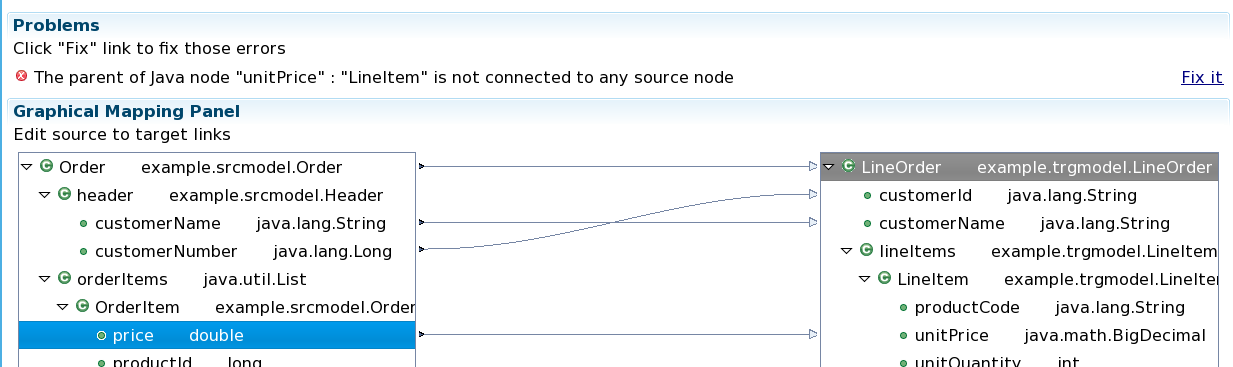 Problems
Click "Fix" link to fix those errors
The parent of Java node "unitPrice" : "LineItem" is not connected to any source node Fix it
Graphical Mapping Panel
Edit source to target links
Order example.srcmodel.Order LineOrder example.trgmodel.LineOrder
header example.srcmodel.Header customerId java.lang.String
customerName java.lang.String customerName java.lang.String
customerNumber java.lang.Long lineItems example.trgmodel.LineItem
orderItems java.util.List LineItem example.trgmodel.LineIte
OrderItem example.srcmodel.Order productCode java.lang.String
price double unitPrice java.math.BigDecimal
productId long unitQuantity int